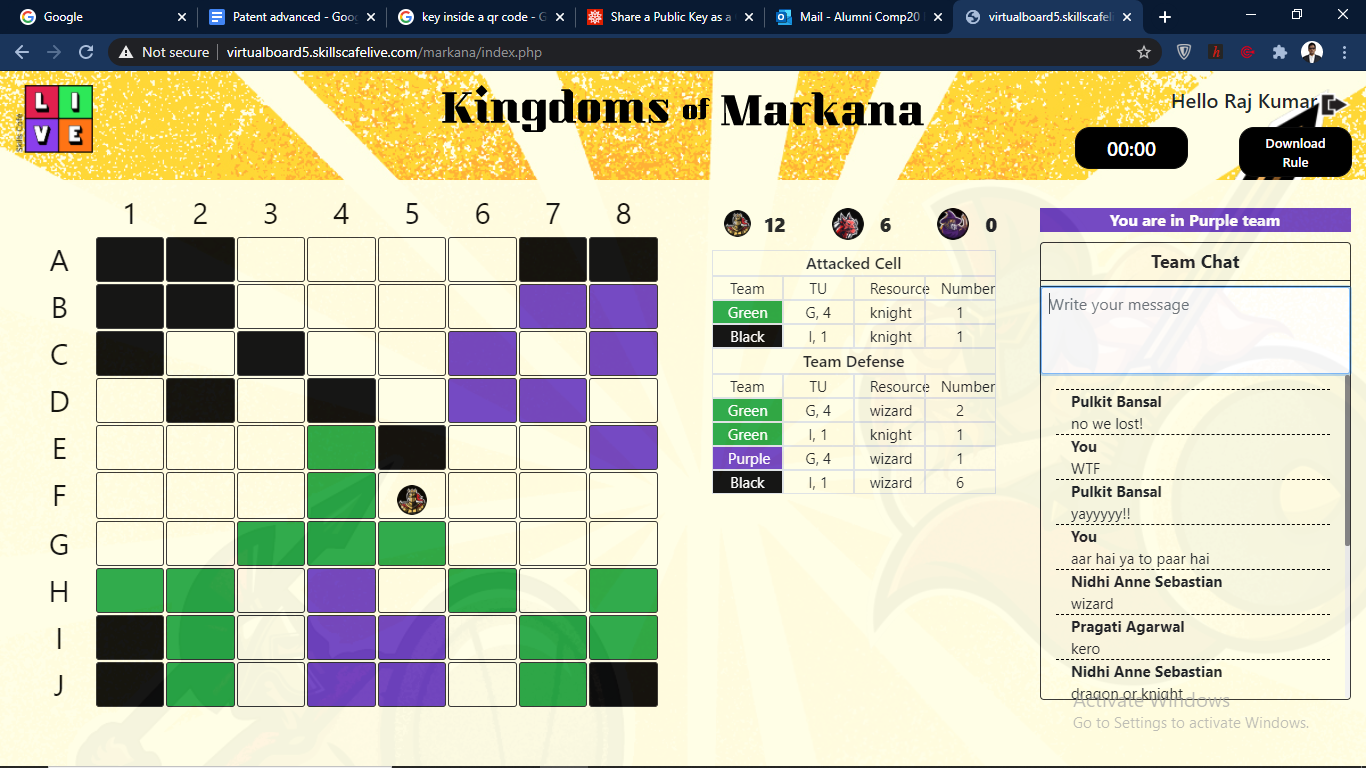 Google
Patent advanced - Goo
key inside a qr code - G
Share a Public Key as a
Mail - Alumni Comp20
virtualboard5.skillscafeli
Not secure
virtualboard5.skillscafelive.com/markana/index.php
L I
V E
Skills Café
Kingdoms of Markana
Hello Raj Kumar
00:00
Download
Rule
1 2 3 4 5 6 7 8
A
B
C
D
E
F
G
H
I
J
12 6 0
Attacked Cell
Team TU Resource Number
Green G, 4 knight 1
Black I, 1 knight 1
Team Defense
Team TU Resource Number
Green G, 4 wizard 2
Green I, 1 knight 1
Purple G, 4 wizard 1
Black I, 1 wizard 6
You are in Purple team
Team Chat
Write your message
Pulkit Bansal
no we lost!
You
WTF
Pulkit Bansal
yayyyyy!!
You
aar hai ya to paar hai
Nidhi Anne Sebastian
wizard
Pragati Agarwal
kero
Nidhi Anne Sebastian
dragon or knight
Activate Windows
Go to Settings to activate Windows.